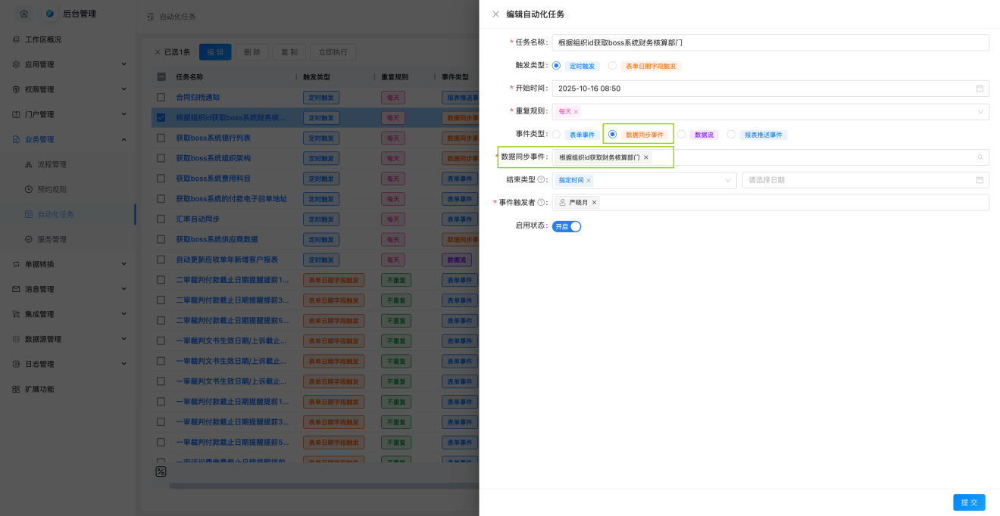 后台管理
工作区概况
应用管理
权限管理
门户管理
业务管理
流程管理
预约规则
自动化任务
服务管理
单据转换
消息管理
集成管理
数据源管理
日志管理
扩展功能
自动化任务
已选1条 编 辑 删 除 复 制 立即执行
任务名称 触发类型 重复规则 事件类型
合同归档通知 定时触发 每天 报表推送事
根据组织id获取boss系统财务核... 定时触发 每天 数据同步事
获取boss系统银行列表 定时触发 每天 数据同步事
获取boss系统组织架构 定时触发 每天 数据同步事
获取boss系统费用科目 定时触发 每天 表单事件
获取boss系统的付款电子回单地址 定时触发 每天 表单事件
汇率自动同步 定时触发 每天 表单事件
获取boss系统供应商数据 定时触发 每天 数据同步事
自动更新应收单年新增客户报表 定时触发 每天 数据流
二审裁判付款截止日期提醒提前1... 表单日期字段触发 不重复 表单事件
二审裁判付款截止日期提醒提前3... 表单日期字段触发 不重复 表单事件
二审裁判付款截止日期提醒提前5... 表单日期字段触发 不重复 表单事件
一审裁判文书生效日期/上诉截止... 表单日期字段触发 不重复 表单事件
一审裁判文书生效日期/上诉截止... 表单日期字段触发 不重复 表单事件
一审裁判文书生效日期/上诉截止... 表单日期字段触发 不重复 表单事件
一审裁判付款截止日期提醒提前1... 表单日期字段触发 不重复 表单事件
一审裁判付款截止日期提醒提前3... 表单日期字段触发 不重复 表单事件
一审裁判付款截止日期提醒提前5... 表单日期字段触发 不重复 表单事件
编辑自动化任务
* 任务名称: 根据组织id获取boss系统财务核算部门
触发类型: 定时触发 表单日期字段触发
* 开始时间: 2025-10-16 08:50
* 重复规则: 每天
事件类型: 表单事件 数据同步事件 数据流 报表推送事件
* 数据同步事件: 根据组织id获取财务核算部门
结束类型: 指定时间 请选择日期
* 事件触发者: 严晓月
启用状态: 开启
提 交